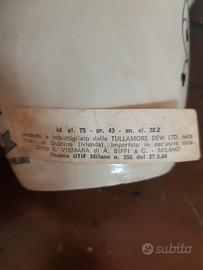 Id. cl. 75 - gr. 43 - an. cl. 32,2
prodotto e imbottigliato dalla TULLAMORE DEW LTD. nello
di Dublino (Irlanda), importato in esclusiva dalla
Ditta E. VISMARA di A. BIFFI & C. - MILANO
licenza UTIF Milano n. 356 del 27.5.64
subito